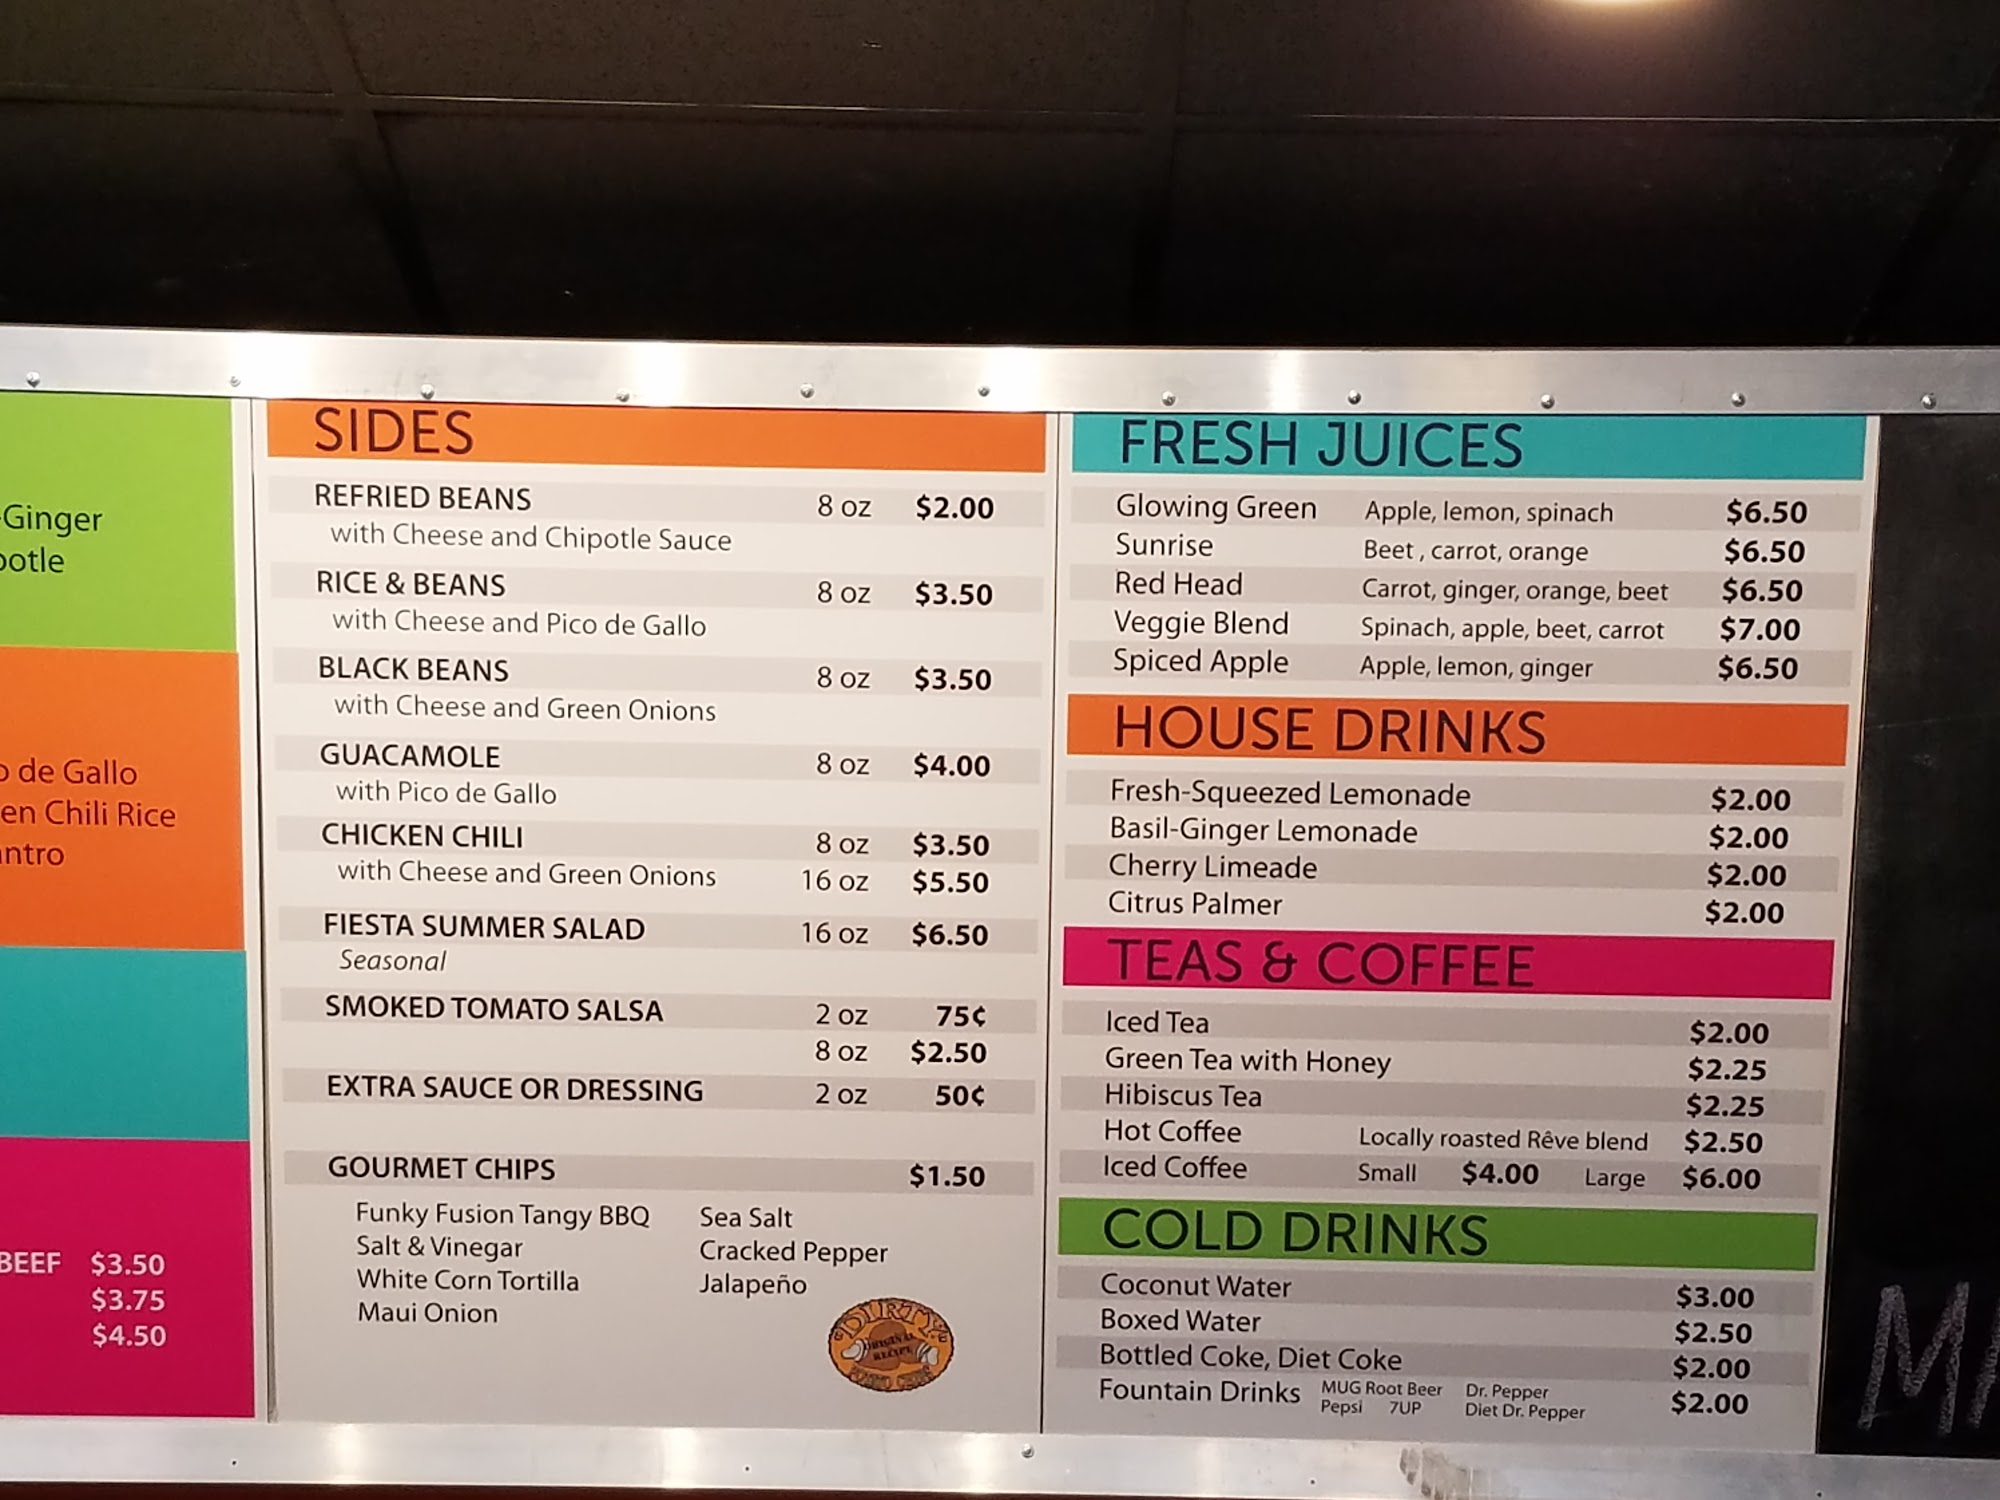 -Ginger
potle
o de Gallo
en Chili Rice
antro
BEEF $3.50
$3.75
$4.50
SIDES
REFRIED BEANS 8 oz $2.00
with Cheese and Chipotle Sauce
RICE & BEANS 8 oz $3.50
with Cheese and Pico de Gallo
BLACK BEANS 8 oz $3.50
with Cheese and Green Onions
GUACAMOLE 8 oz $4.00
with Pico de Gallo
CHICKEN CHILI 8 oz $3.50
with Cheese and Green Onions 16 oz $5.50
FIESTA SUMMER SALAD 16 oz $6.50
Seasonal
SMOKED TOMATO SALSA 2 oz 75¢
8 oz $2.50
EXTRA SAUCE OR DRESSING 2 oz 50¢
GOURMET CHIPS $1.50
Funky Fusion Tangy BBQ Sea Salt
Salt & Vinegar Cracked Pepper
White Corn Tortilla Jalapeño
Maui Onion
"DIRTY"
ORIGINAL
RECIPE
POTATO CHIPS
FRESH JUICES
Glowing Green Apple, lemon, spinach $6.50
Sunrise Beet , carrot, orange $6.50
Red Head Carrot, ginger, orange, beet $6.50
Veggie Blend Spinach, apple, beet, carrot $7.00
Spiced Apple Apple, lemon, ginger $6.50
HOUSE DRINKS
Fresh-Squeezed Lemonade $2.00
Basil-Ginger Lemonade $2.00
Cherry Limeade $2.00
Citrus Palmer $2.00
TEAS & COFFEE
Iced Tea $2.00
Green Tea with Honey $2.25
Hibiscus Tea $2.25
Hot Coffee Locally roasted Rêve blend $2.50
Iced Coffee Small $4.00 Large $6.00
COLD DRINKS
Coconut Water $3.00
Boxed Water $2.50
Bottled Coke, Diet Coke $2.00
Fountain Drinks MUG Root Beer Dr. Pepper $2.00
Pepsi 7UP Diet Dr. Pepper